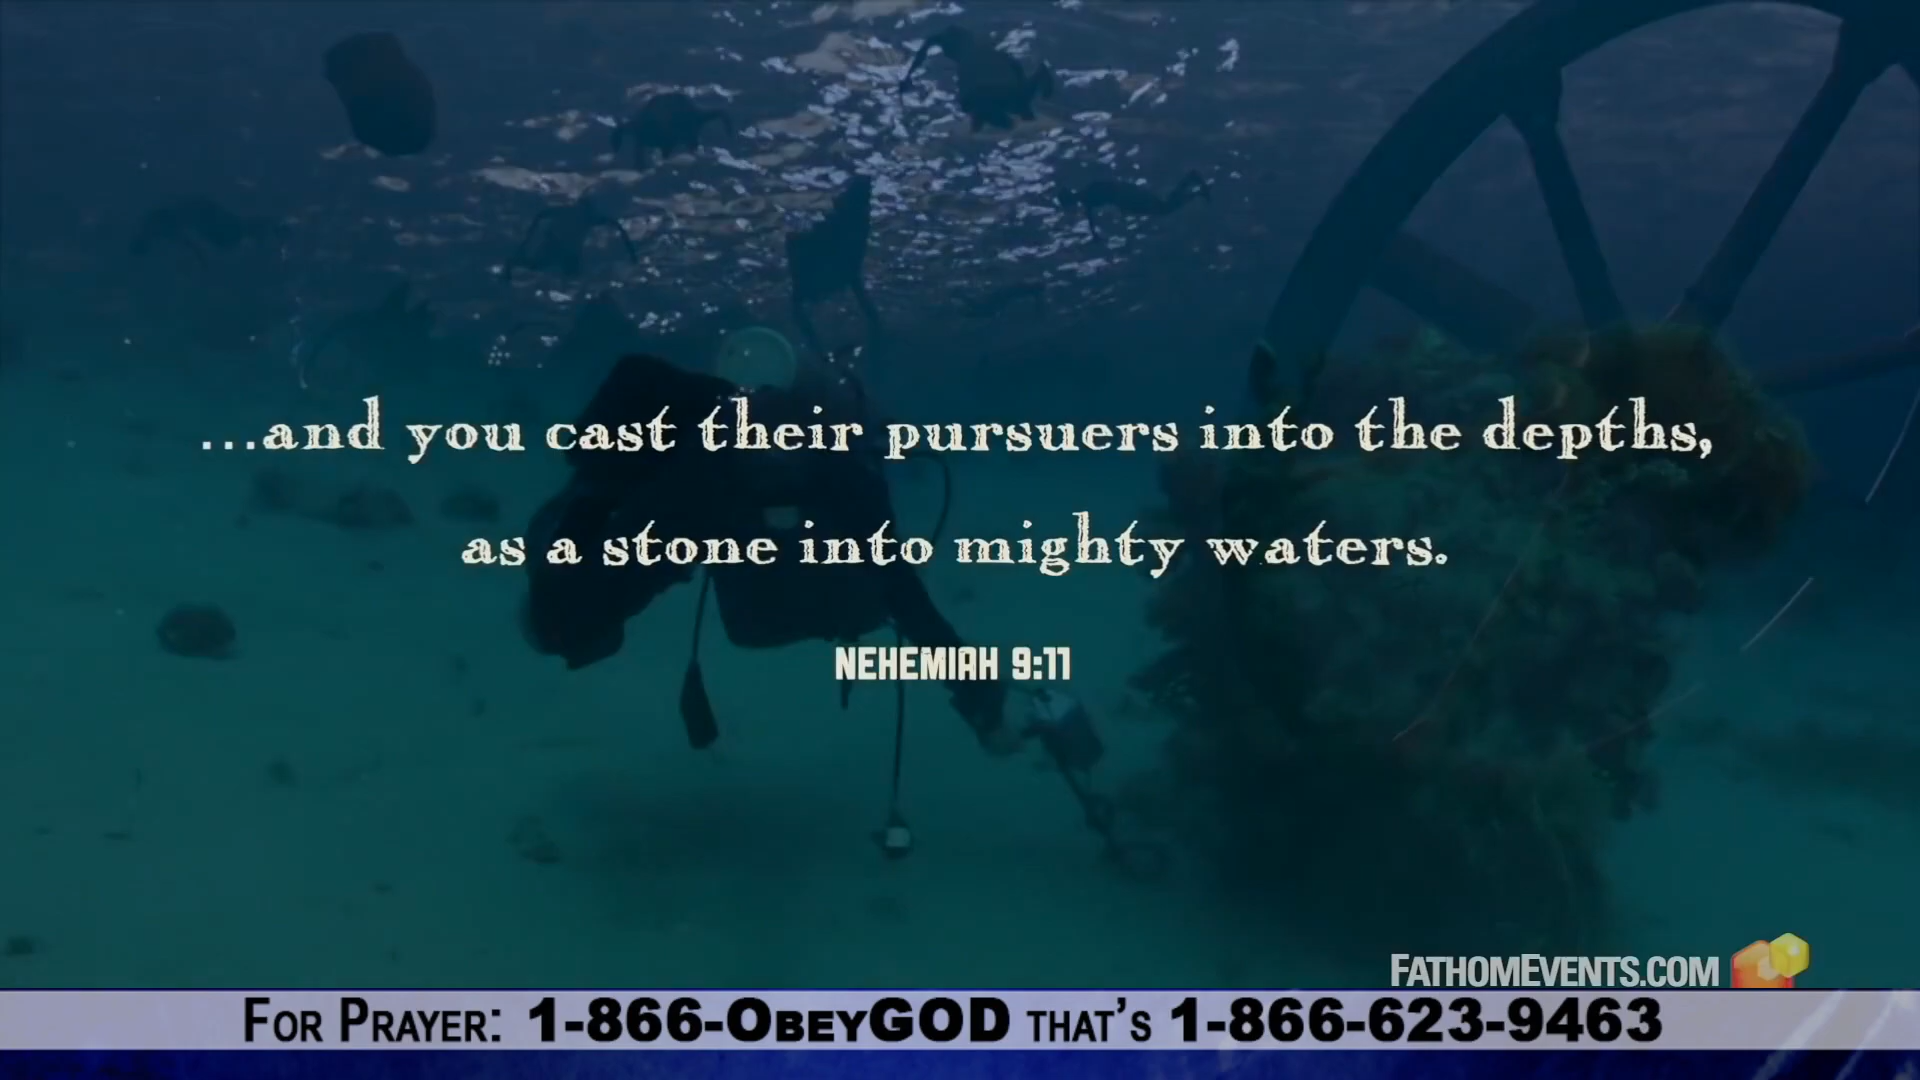 ...and you cast their pursuers into the depths,
as a stone into mighty waters.
NEHEMIAH 9:11
FATHOMEVENTS.COM
FOR PRAYER: 1-866-OBEYGOD THAT'S 1-866-623-9463